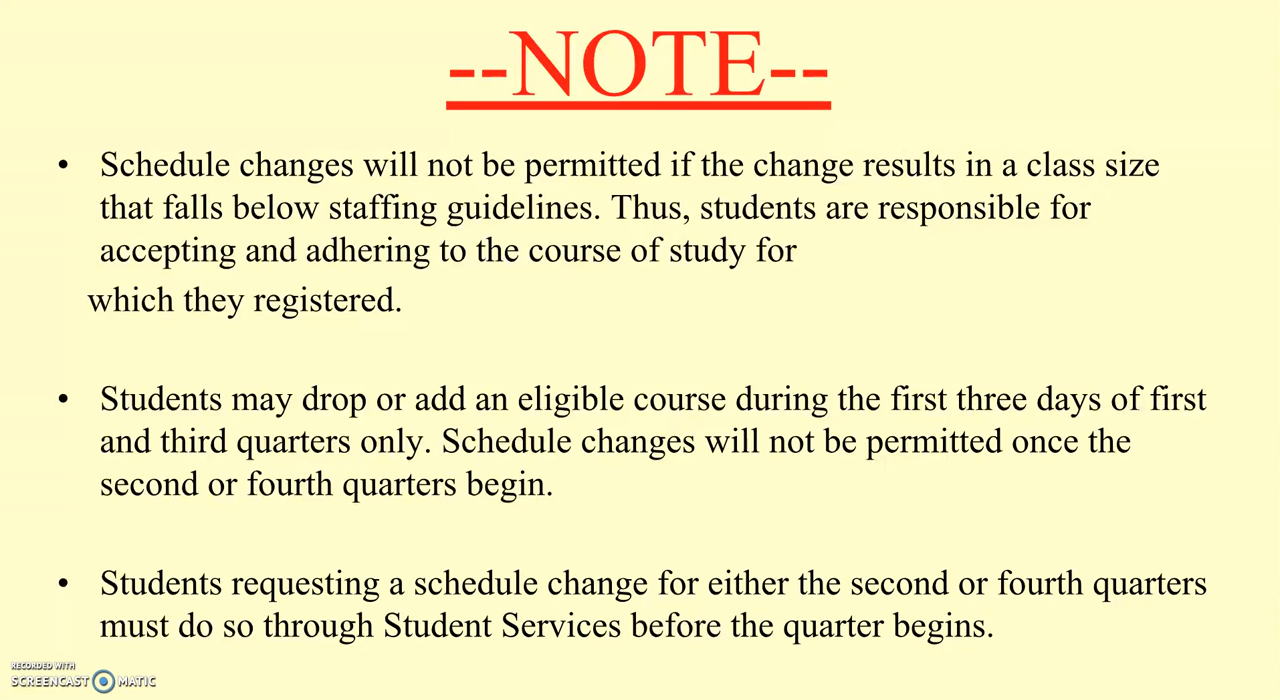 --NOTE--
• Schedule changes will not be permitted if the change results in a class size
that falls below staffing guidelines. Thus, students are responsible for
accepting and adhering to the course of study for
which they registered.
• Students may drop or add an eligible course during the first three days of first
and third quarters only. Schedule changes will not be permitted once the
second or fourth quarters begin.
• Students requesting a schedule change for either the second or fourth quarters
must do so through Student Services before the quarter begins.
RECORDED WITH
SCREENCAST MATIC